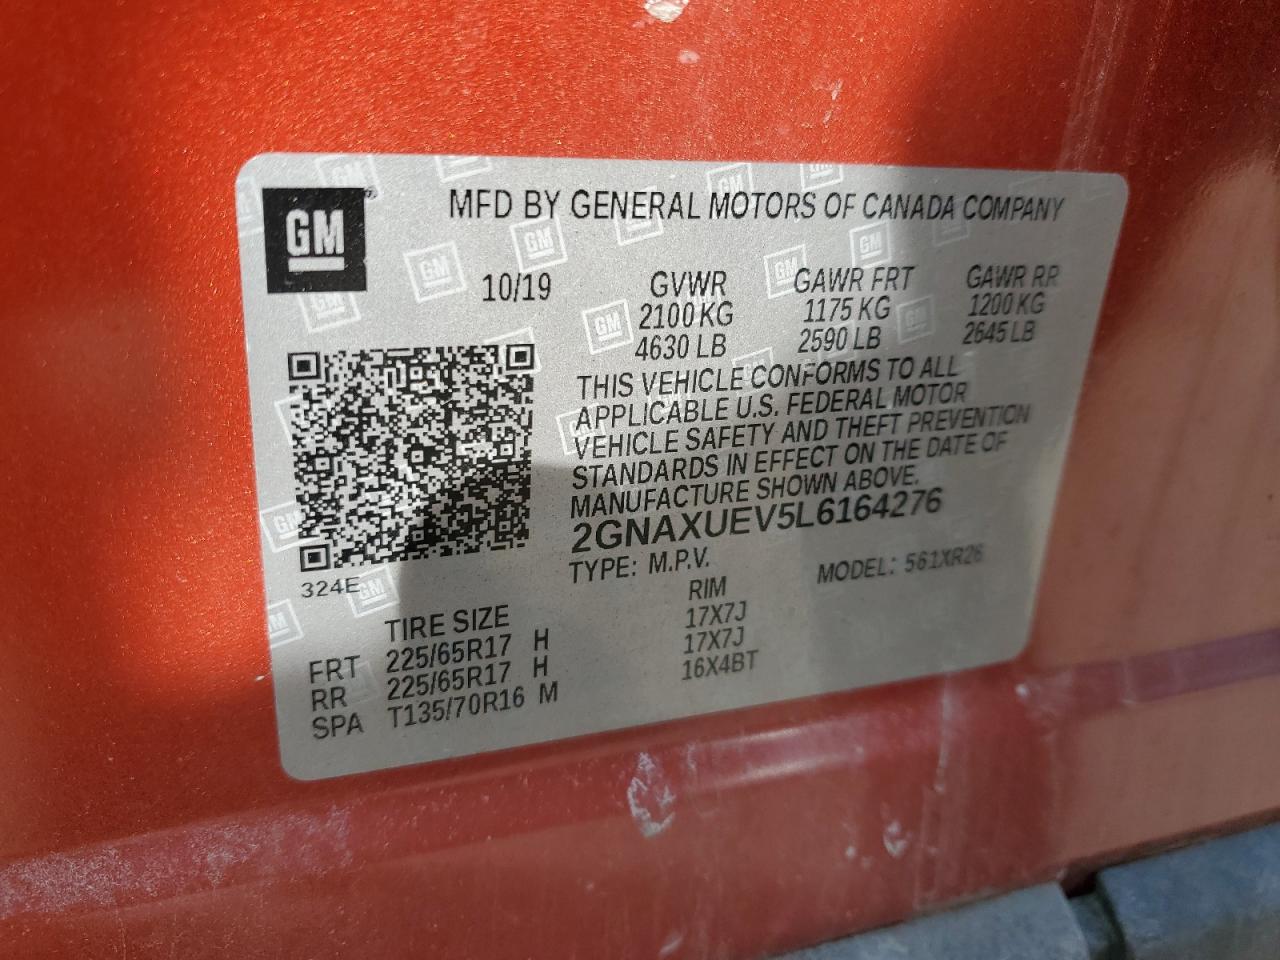 GM
MFD BY GENERAL MOTORS OF CANADA COMPANY
10/19 GVWR GAWR FRT GAWR RR
2100 KG 1175 KG 1200 KG
4630 LB 2590 LB 2645 LB
THIS VEHICLE CONFORMS TO ALL
APPLICABLE U.S. FEDERAL MOTOR
VEHICLE SAFETY AND THEFT PREVENTION
STANDARDS IN EFFECT ON THE DATE OF
MANUFACTURE SHOWN ABOVE.
2GNAXUEV5L6164276
TYPE: M.P.V. MODEL: 561XR26
324E
TIRE SIZE RIM
FRT 225/65R17 H 17X7J
RR 225/65R17 H 17X7J
SPA T135/70R16 M 16X4BT